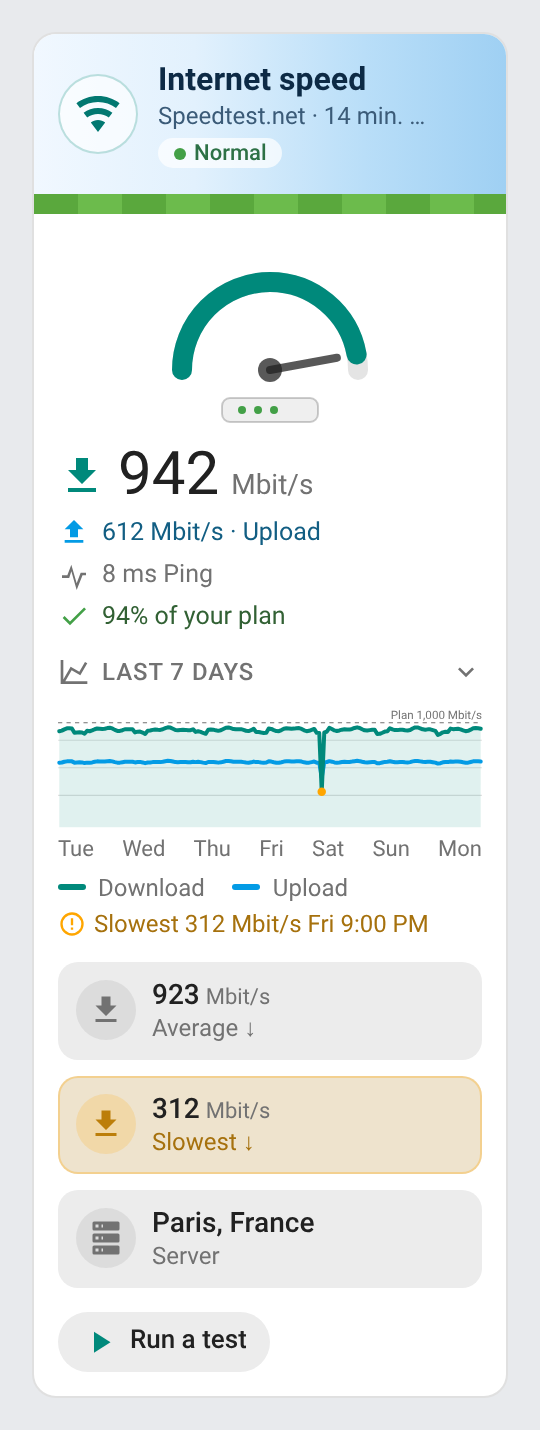 Internet speed
Speedtest.net · 14 min. …
Normal
942 Mbit/s
612 Mbit/s · Upload
8 ms Ping
94% of your plan
LAST 7 DAYS
Plan 1,000 Mbit/s
Tue Wed Thu Fri Sat Sun Mon
Download Upload
Slowest 312 Mbit/s Fri 9:00 PM
923 Mbit/s
Average ↓
312 Mbit/s
Slowest ↓
Paris, France
Server
Run a test